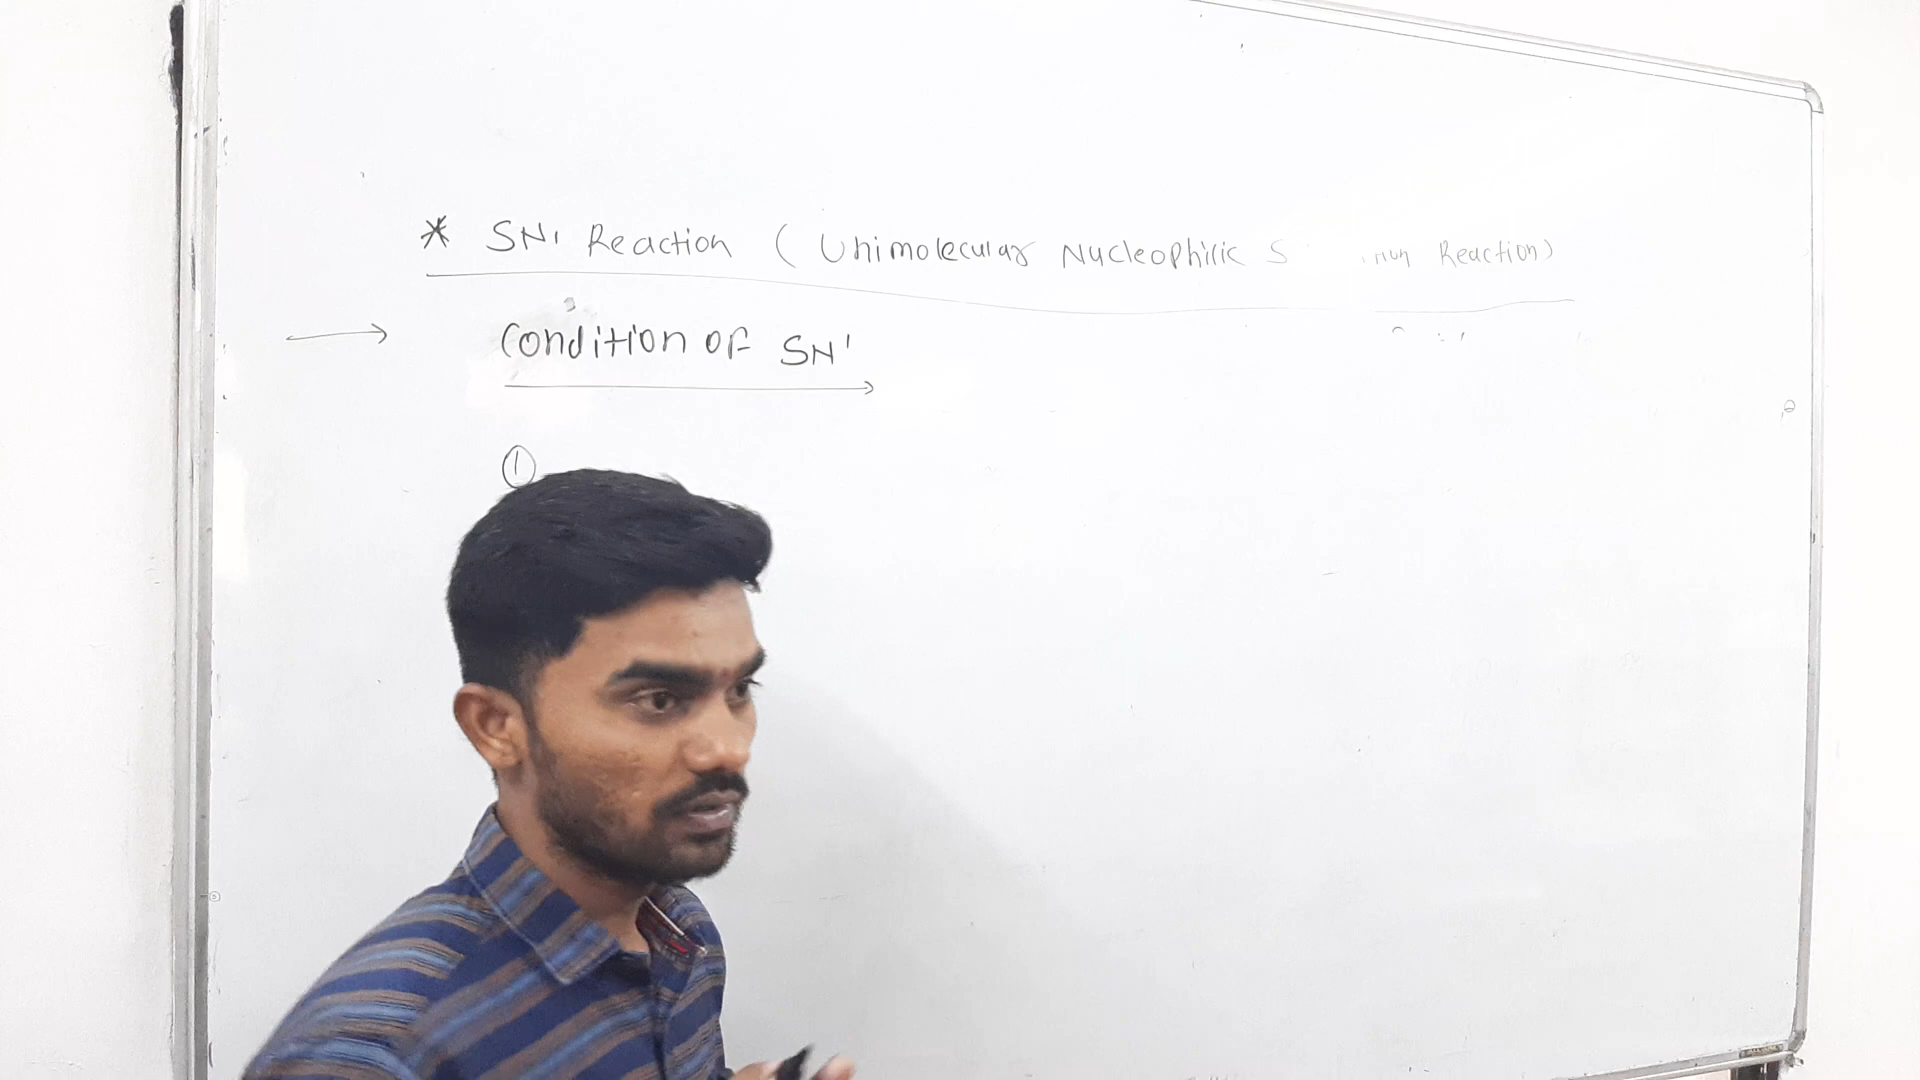 * SN1 Reaction ( Unimolecular Nucleophilic Reaction)
→ Condition of SN1
①